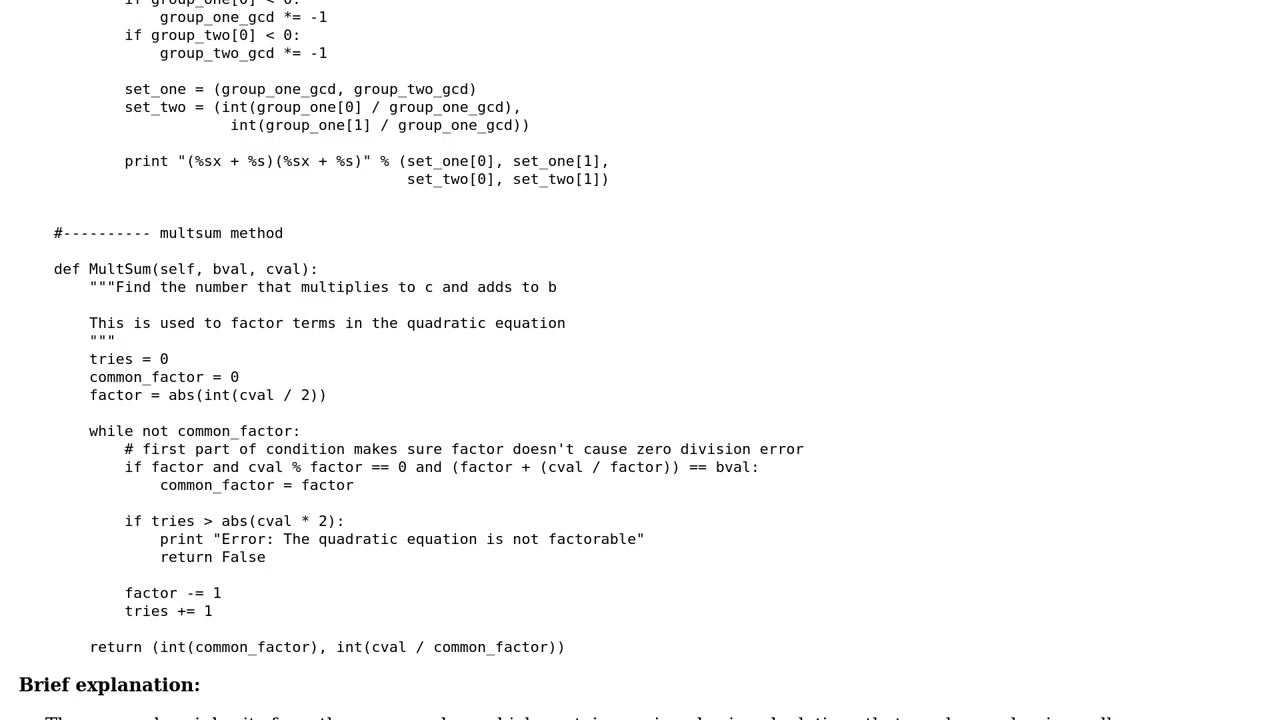 if group_one[0] < 0:
group_one_gcd *= -1
if group_two[0] < 0:
group_two_gcd *= -1
set_one = (group_one_gcd, group_two_gcd)
set_two = (int(group_one[0] / group_one_gcd),
int(group_one[1] / group_one_gcd))
print "(%sx + %s)(%sx + %s)" % (set_one[0], set_one[1],
set_two[0], set_two[1])
#---------- multsum method
def MultSum(self, bval, cval):
"""Find the number that multiplies to c and adds to b
This is used to factor terms in the quadratic equation
"""
tries = 0
common_factor = 0
factor = abs(int(cval / 2))
while not common_factor:
# first part of condition makes sure factor doesn't cause zero division error
if factor and cval % factor == 0 and (factor + (cval / factor)) == bval:
common_factor = factor
if tries > abs(cval * 2):
print "Error: The quadratic equation is not factorable"
return False
factor -= 1
tries += 1
return (int(common_factor), int(cval / common_factor))
Brief explanation: